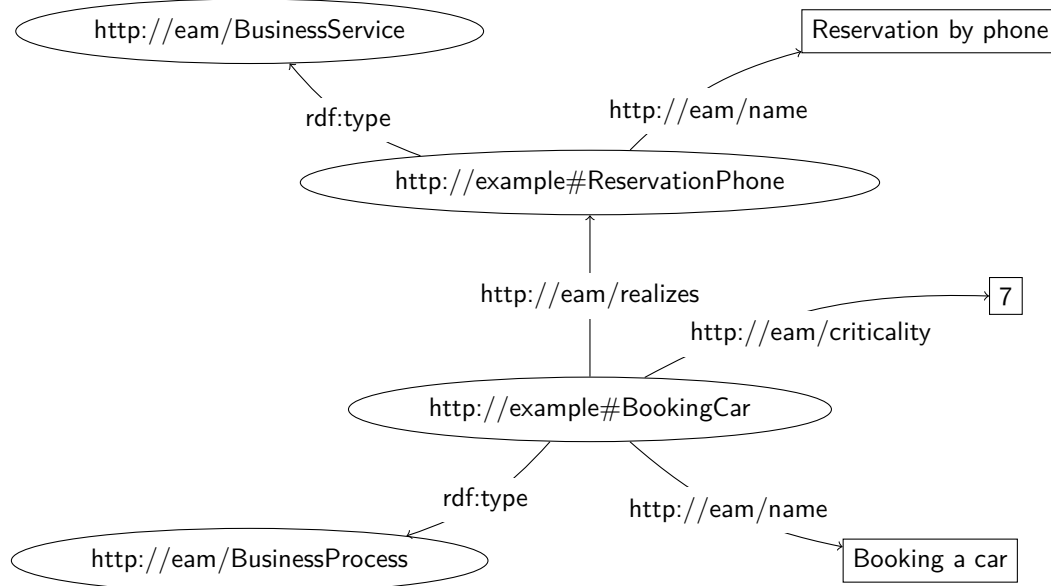 http://eam/BusinessService
Reservation by phone
rdf:type
http://eam/name
http://example#ReservationPhone
http://eam/realizes
7
http://eam/criticality
http://example#BookingCar
rdf:type
http://eam/name
http://eam/BusinessProcess
Booking a car